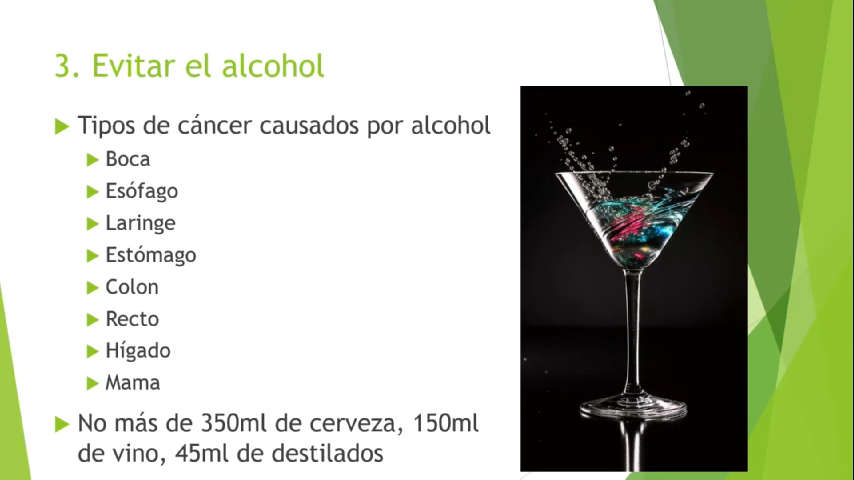 3. Evitar el alcohol
Tipos de cáncer causados por alcohol
Boca
Esófago
Laringe
Estómago
Colon
Recto
Hígado
Mama
No más de 350ml de cerveza, 150ml
de vino, 45ml de destilados